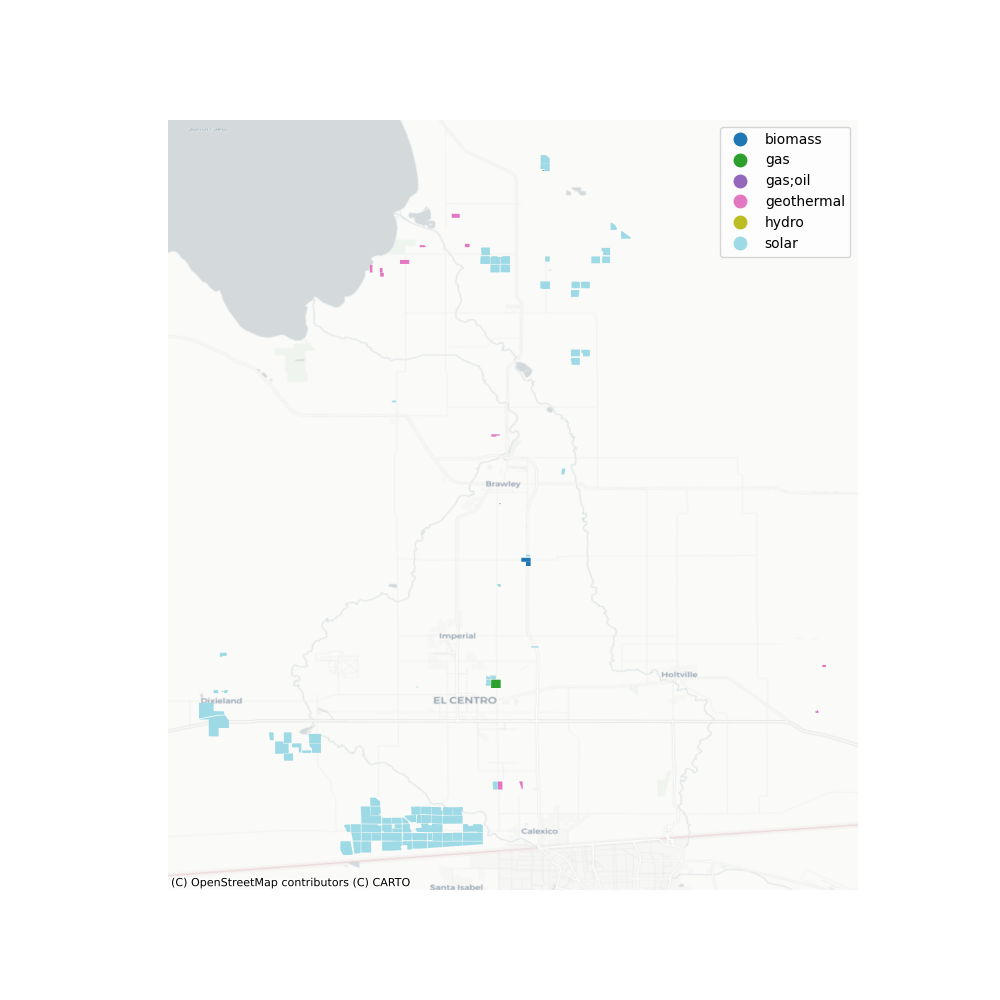 biomass
gas
gas;oil
geothermal
hydro
solar
Brawley
Imperial
Holtville
Dixieland
EL CENTRO
Calexico
(C) OpenStreetMap contributors (C) CARTO
Santa Isabel